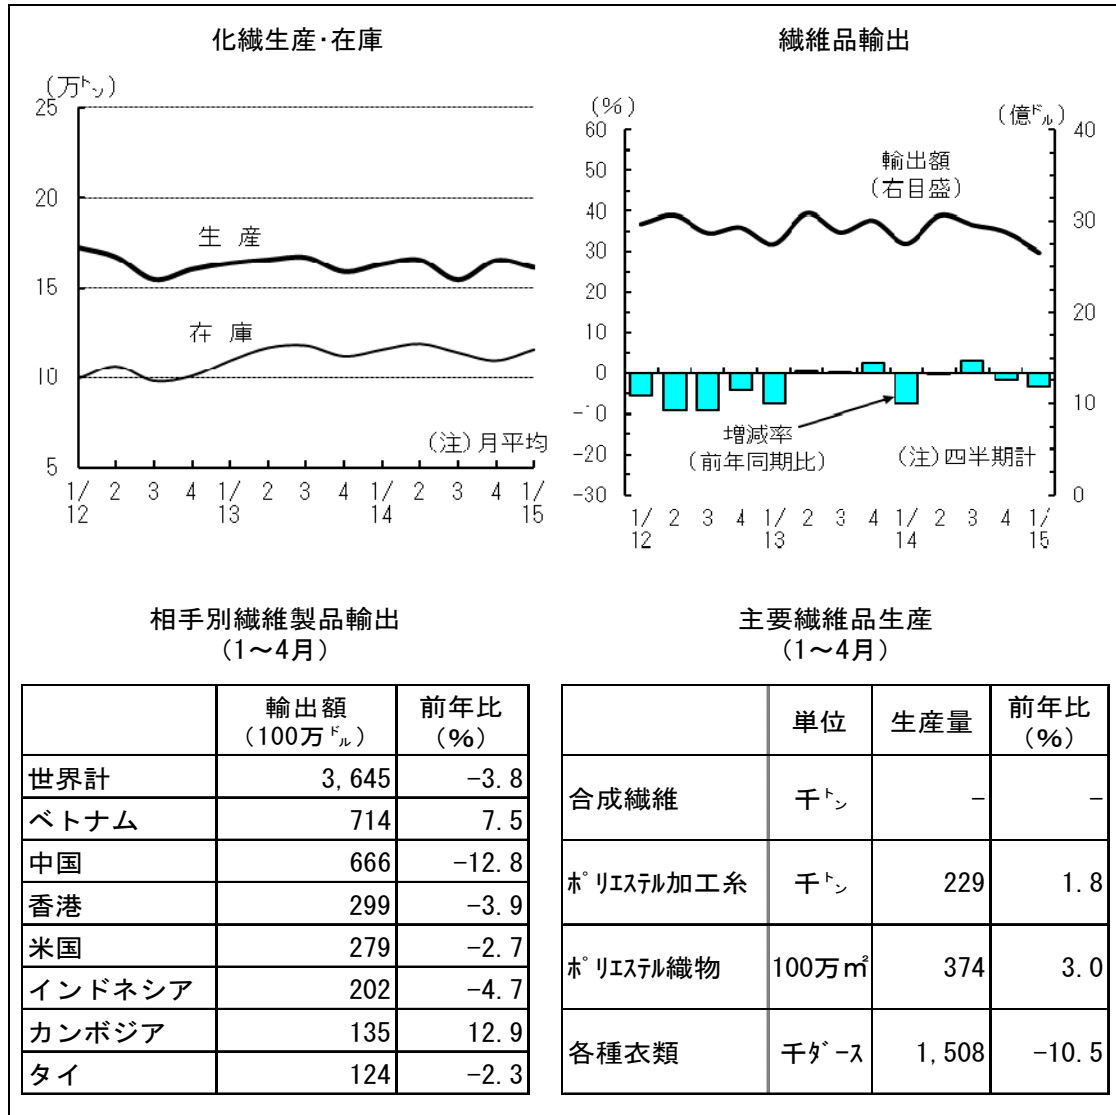 化繊生産･在庫
（万㌧）
25
20
15
10
5
生 産
在 庫
（注）月平均
1/ 2 3 4 1/ 2 3 4 1/ 2 3 4 1/
12 13 14 15
繊維品輸出
（％）
（億㌦）
60
50
40
30
20
10
0
-10
-20
-30
40
30
20
10
0
輸出額
（右目盛）
増減率
（前年同期比）
（注）四半期計
1/ 2 3 4 1/ 2 3 4 1/ 2 3 4 1/
12 13 14 15
相手別繊維製品輸出
（1～4月）
輸出額 前年比
（100万㌦） （％）
世界計 3,645 -3.8
ベトナム 714 7.5
中国 666 -12.8
香港 299 -3.9
米国 279 -2.7
インドネシア 202 -4.7
カンボジア 135 12.9
タイ 124 -2.3
主要繊維品生産
（1～4月）
単位 生産量 前年比
（％）
合成繊維 千㌧ - -
ﾎﾟﾘｴｽﾃﾙ加工糸 千㌧ 229 1.8
ﾎﾟﾘｴｽﾃﾙ織物 100万㎡ 374 3.0
各種衣類 千ﾀﾞｰｽ 1,508 -10.5